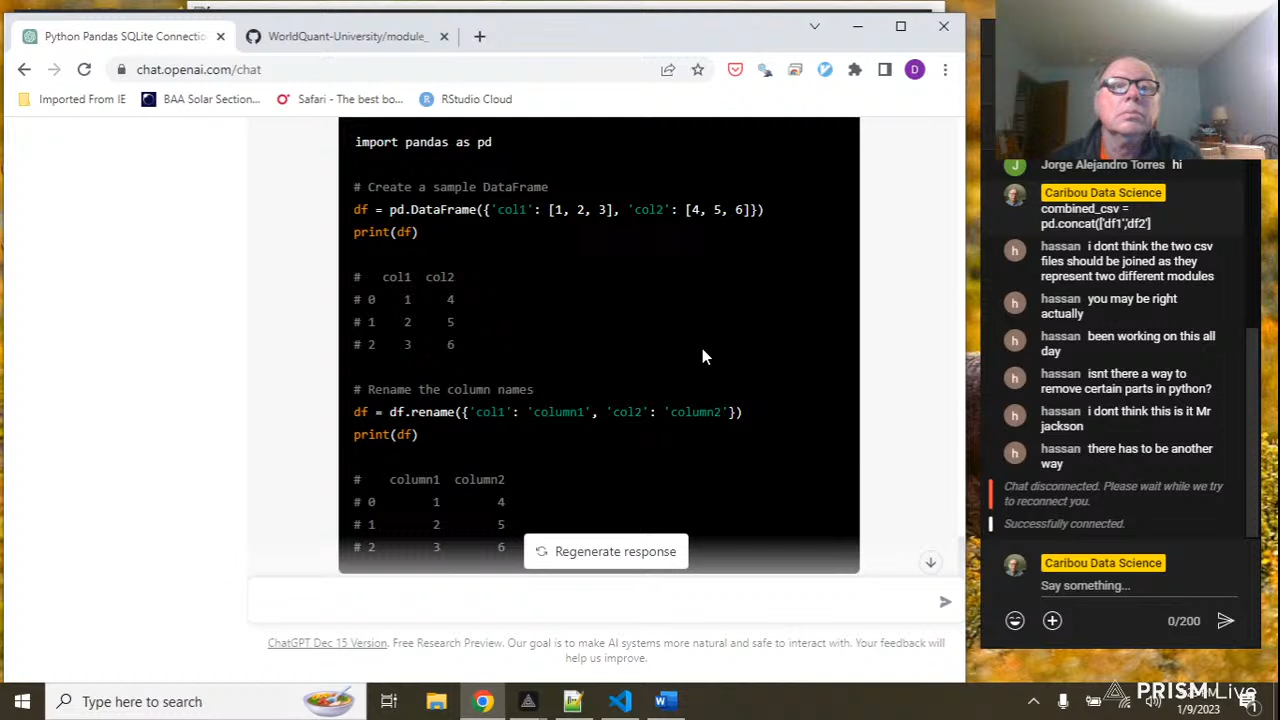 Python Pandas SQLite Connectio
WorldQuant-University/module_
chat.openai.com/chat
D
Imported From IE
BAA Solar Section...
Safari - The best bo...
RStudio Cloud
import pandas as pd
# Create a sample DataFrame
df = pd.DataFrame({'col1': [1, 2, 3], 'col2': [4, 5, 6]})
print(df)
# col1 col2
# 0 1 4
# 1 2 5
# 2 3 6
# Rename the column names
df = df.rename({'col1': 'column1', 'col2': 'column2'})
print(df)
# column1 column2
# 0 1 4
# 1 2 5
# 2 3 6
Regenerate response
ChatGPT Dec 15 Version. Free Research Preview. Our goal is to make AI systems more natural and safe to interact with. Your feedback will
help us improve.
J
Jorge Alejandro Torres hi
Caribou Data Science
combined_csv =
pd.concat(['df1','df2']
h
hassan i dont think the two csv
files should be joined as they
represent two different modules
h
hassan you may be right
actually
h
hassan been working on this all
day
h
hassan isnt there a way to
remove certain parts in python?
h
hassan i dont think this is it Mr
jackson
h
hassan there has to be another
way
Chat disconnected. Please wait while we try
to reconnect you.
Successfully connected.
Caribou Data Science
Say something...
0/200
Type here to search
PRISM Live
1/9/2023